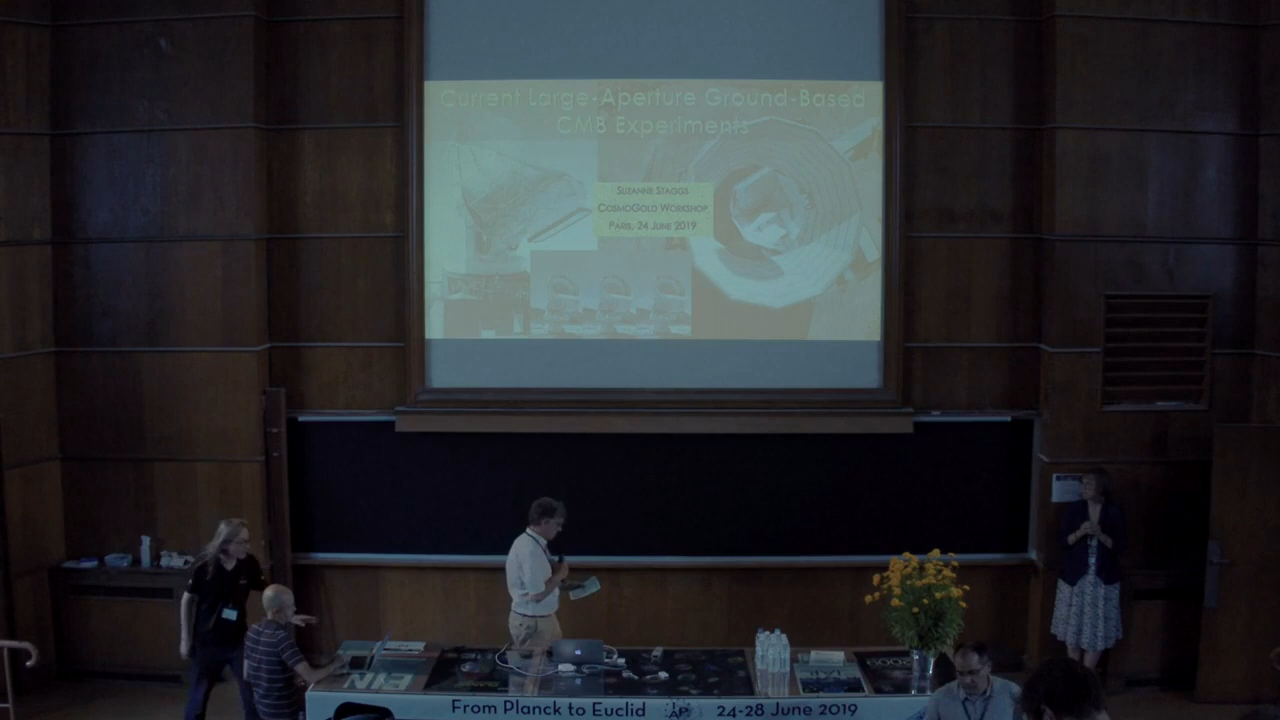 Current Large-Aperture Ground-Based
CMB Experiments
SUZANNE STAGGS
COSMOGOLD WORKSHOP
PARIS, 24 JUNE 2019
From Planck to Euclid IAP 24-28 June 2019